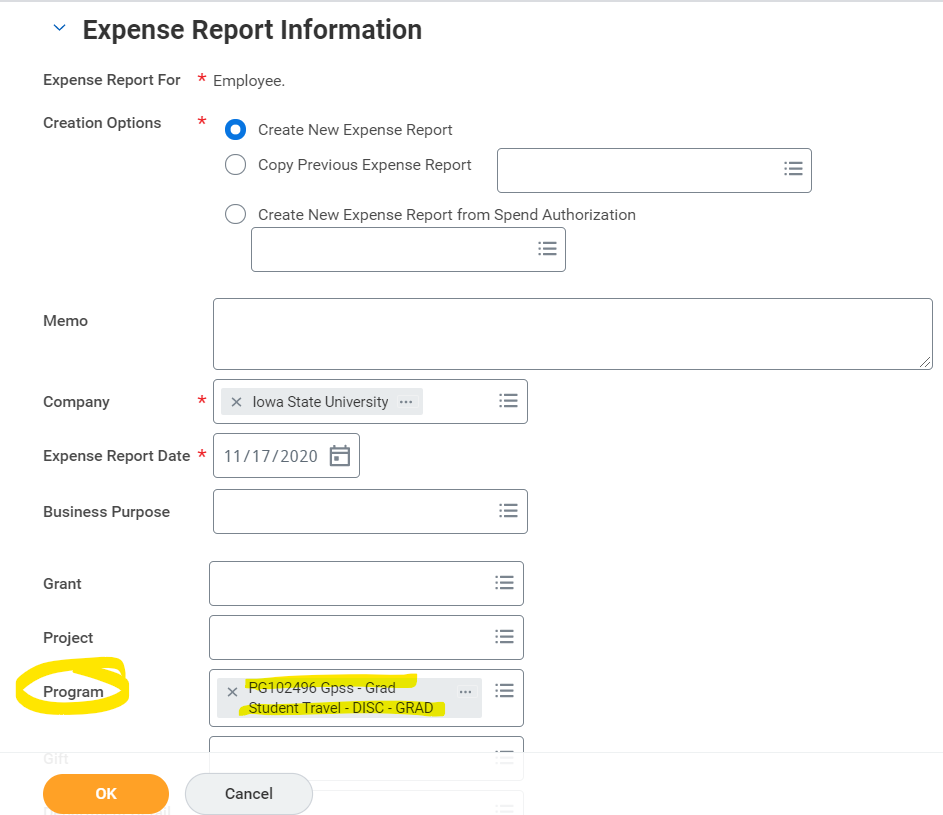 Expense Report Information
Expense Report For * Employee.
Creation Options *
Create New Expense Report
Copy Previous Expense Report
Create New Expense Report from Spend Authorization
Memo
Company * × Iowa State University ...
Expense Report Date * 11/17/2020
Business Purpose
Grant
Project
Program × PG102496 Gpss - Grad ...
Student Travel - DISC - GRAD
Gift
OK Cancel